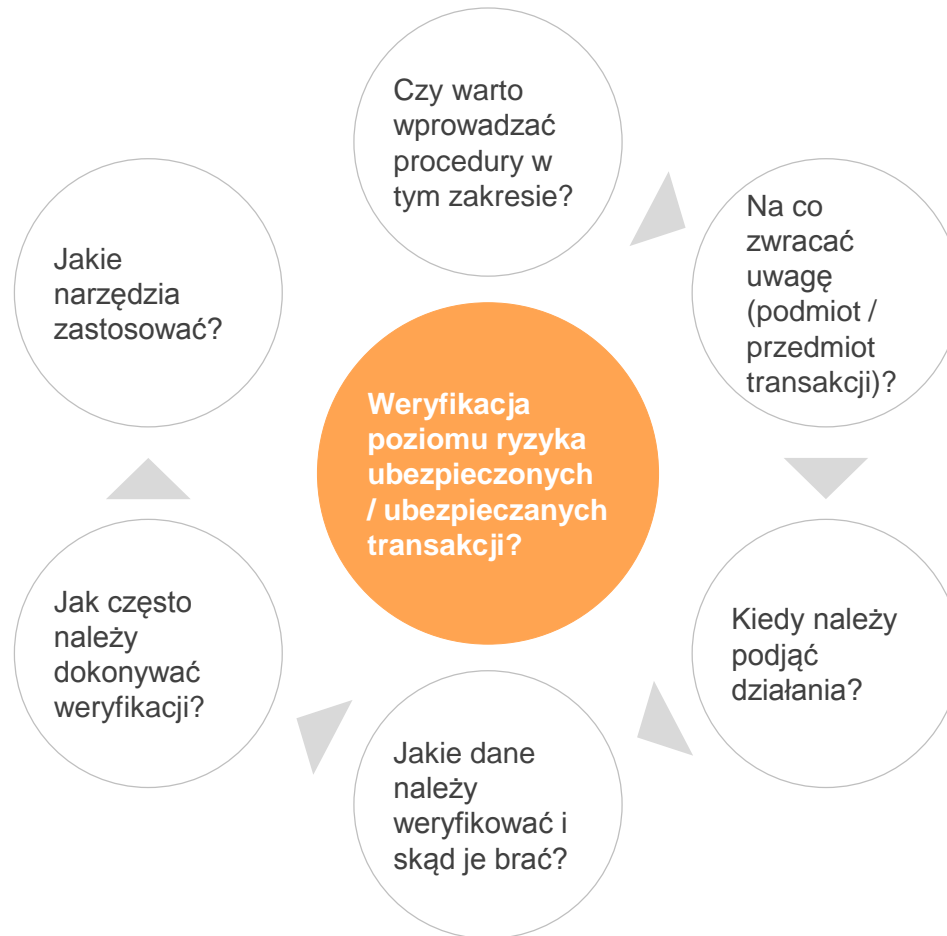 Czy warto
wprowadzać
procedury w
tym zakresie?
Na co
zwracać
uwagę
(podmiot /
przedmiot
transakcji)?
Kiedy należy
podjąć
działania?
Jakie dane
należy
weryfikować i
skąd je brać?
Jak często
należy
dokonywać
weryfikacji?
Jakie
narzędzia
zastosować?
Weryfikacja
poziomu ryzyka
ubezpieczonych
/ ubezpieczanych
transakcji?